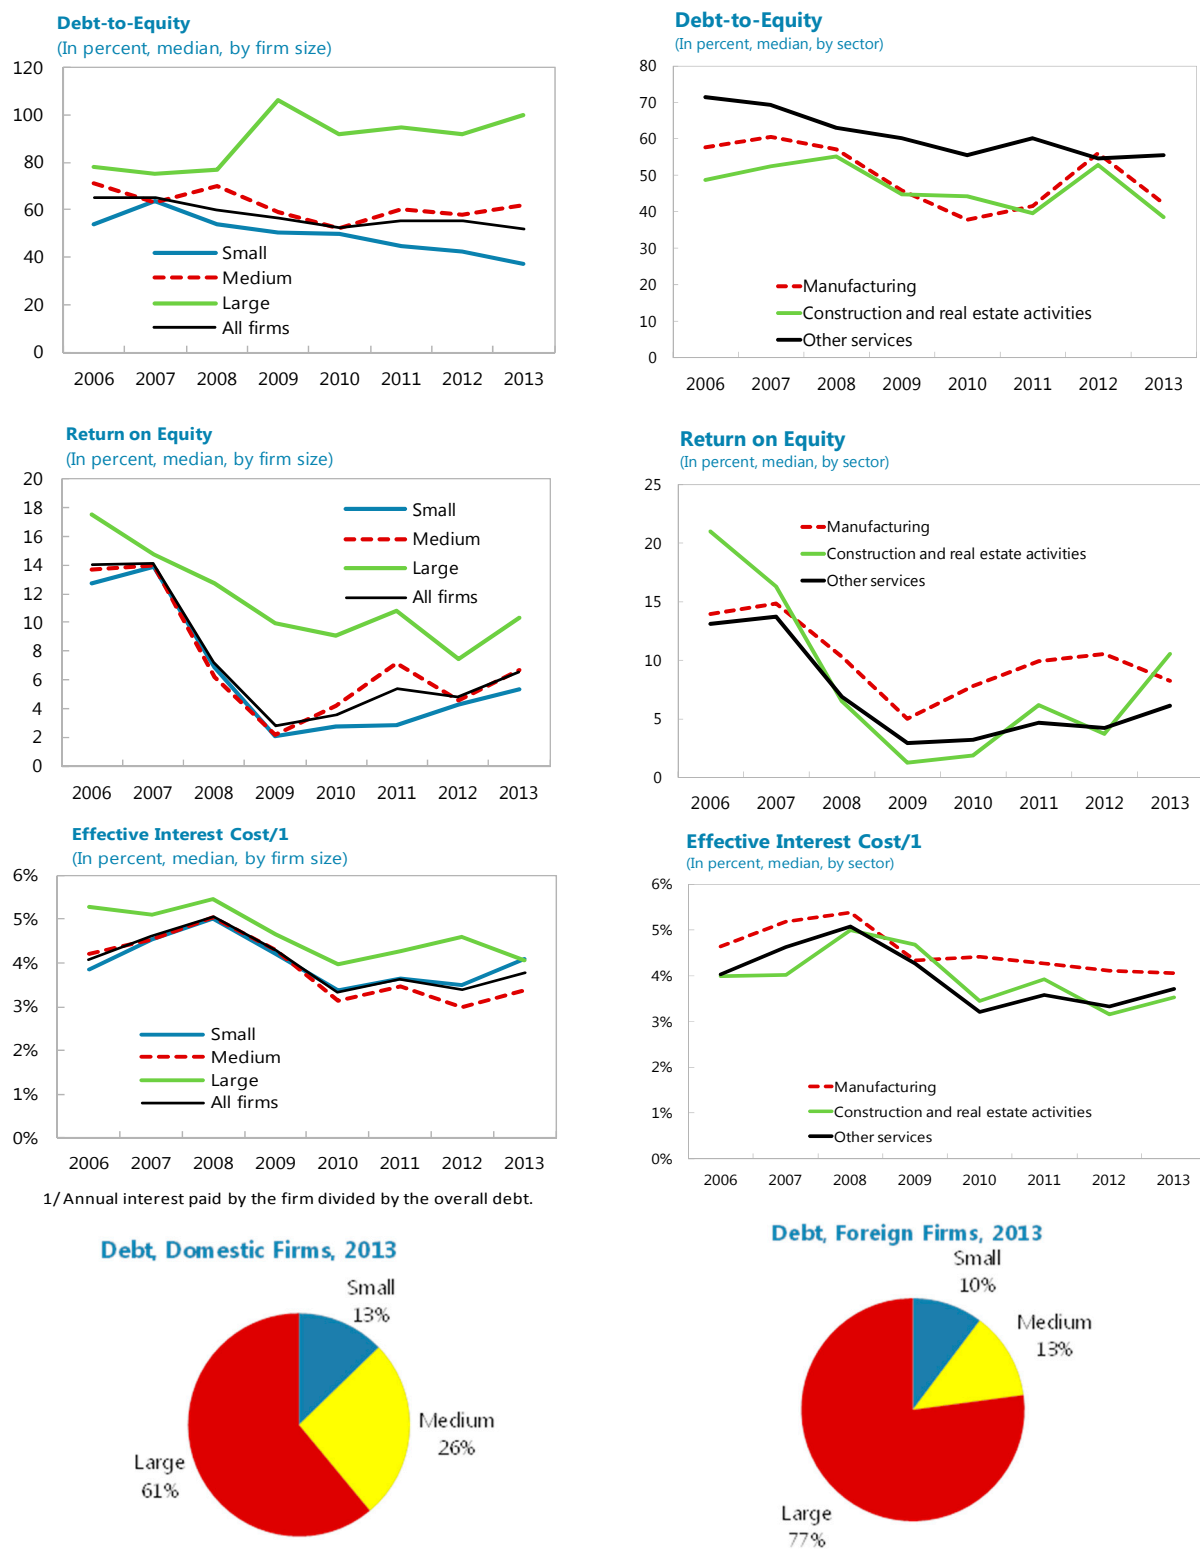 Debt-to-Equity
(In percent, median, by firm size)
120
100
80
60
40
20
0
Small
Medium
Large
All firms
2006 2007 2008 2009 2010 2011 2012 2013
Debt-to-Equity
(In percent, median, by sector)
80
70
60
50
40
30
20
10
0
Manufacturing
Construction and real estate activities
Other services
2006 2007 2008 2009 2010 2011 2012 2013
Return on Equity
(In percent, median, by firm size)
20
18
16
14
12
10
8
6
4
2
0
Small
Medium
Large
All firms
2006 2007 2008 2009 2010 2011 2012 2013
Return on Equity
(In percent, median, by sector)
25
20
15
10
5
0
Manufacturing
Construction and real estate activities
Other services
2006 2007 2008 2009 2010 2011 2012 2013
Effective Interest Cost/1
(In percent, median, by firm size)
6%
5%
4%
3%
2%
1%
0%
Small
Medium
Large
All firms
2006 2007 2008 2009 2010 2011 2012 2013
1/ Annual interest paid by the firm divided by the overall debt.
Effective Interest Cost/1
(In percent, median, by sector)
6%
5%
4%
3%
2%
1%
0%
Manufacturing
Construction and real estate activities
Other services
2006 2007 2008 2009 2010 2011 2012 2013
Debt, Domestic Firms, 2013
Small
13%
Medium
26%
Large
61%
Debt, Foreign Firms, 2013
Small
10%
Medium
13%
Large
77%